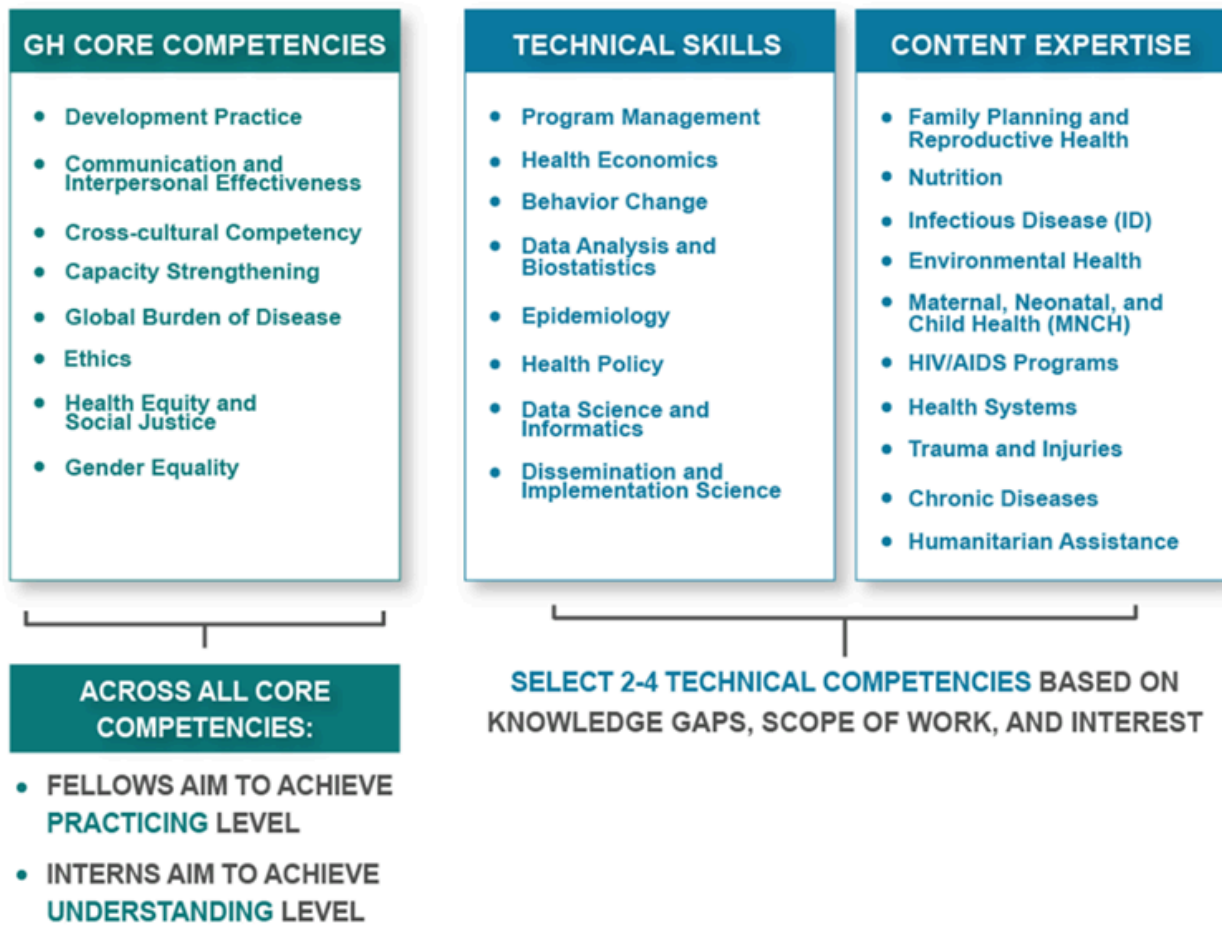 GH CORE COMPETENCIES
• Development Practice
• Communication and
Interpersonal Effectiveness
• Cross-cultural Competency
• Capacity Strengthening
• Global Burden of Disease
• Ethics
• Health Equity and
Social Justice
• Gender Equality
ACROSS ALL CORE
COMPETENCIES:
• FELLOWS AIM TO ACHIEVE
PRACTICING LEVEL
• INTERNS AIM TO ACHIEVE
UNDERSTANDING LEVEL
TECHNICAL SKILLS
• Program Management
• Health Economics
• Behavior Change
• Data Analysis and
Biostatistics
• Epidemiology
• Health Policy
• Data Science and
Informatics
• Dissemination and
Implementation Science
CONTENT EXPERTISE
• Family Planning and
Reproductive Health
• Nutrition
• Infectious Disease (ID)
• Environmental Health
• Maternal, Neonatal, and
Child Health (MNCH)
• HIV/AIDS Programs
• Health Systems
• Trauma and Injuries
• Chronic Diseases
• Humanitarian Assistance
SELECT 2-4 TECHNICAL COMPETENCIES BASED ON
KNOWLEDGE GAPS, SCOPE OF WORK, AND INTEREST